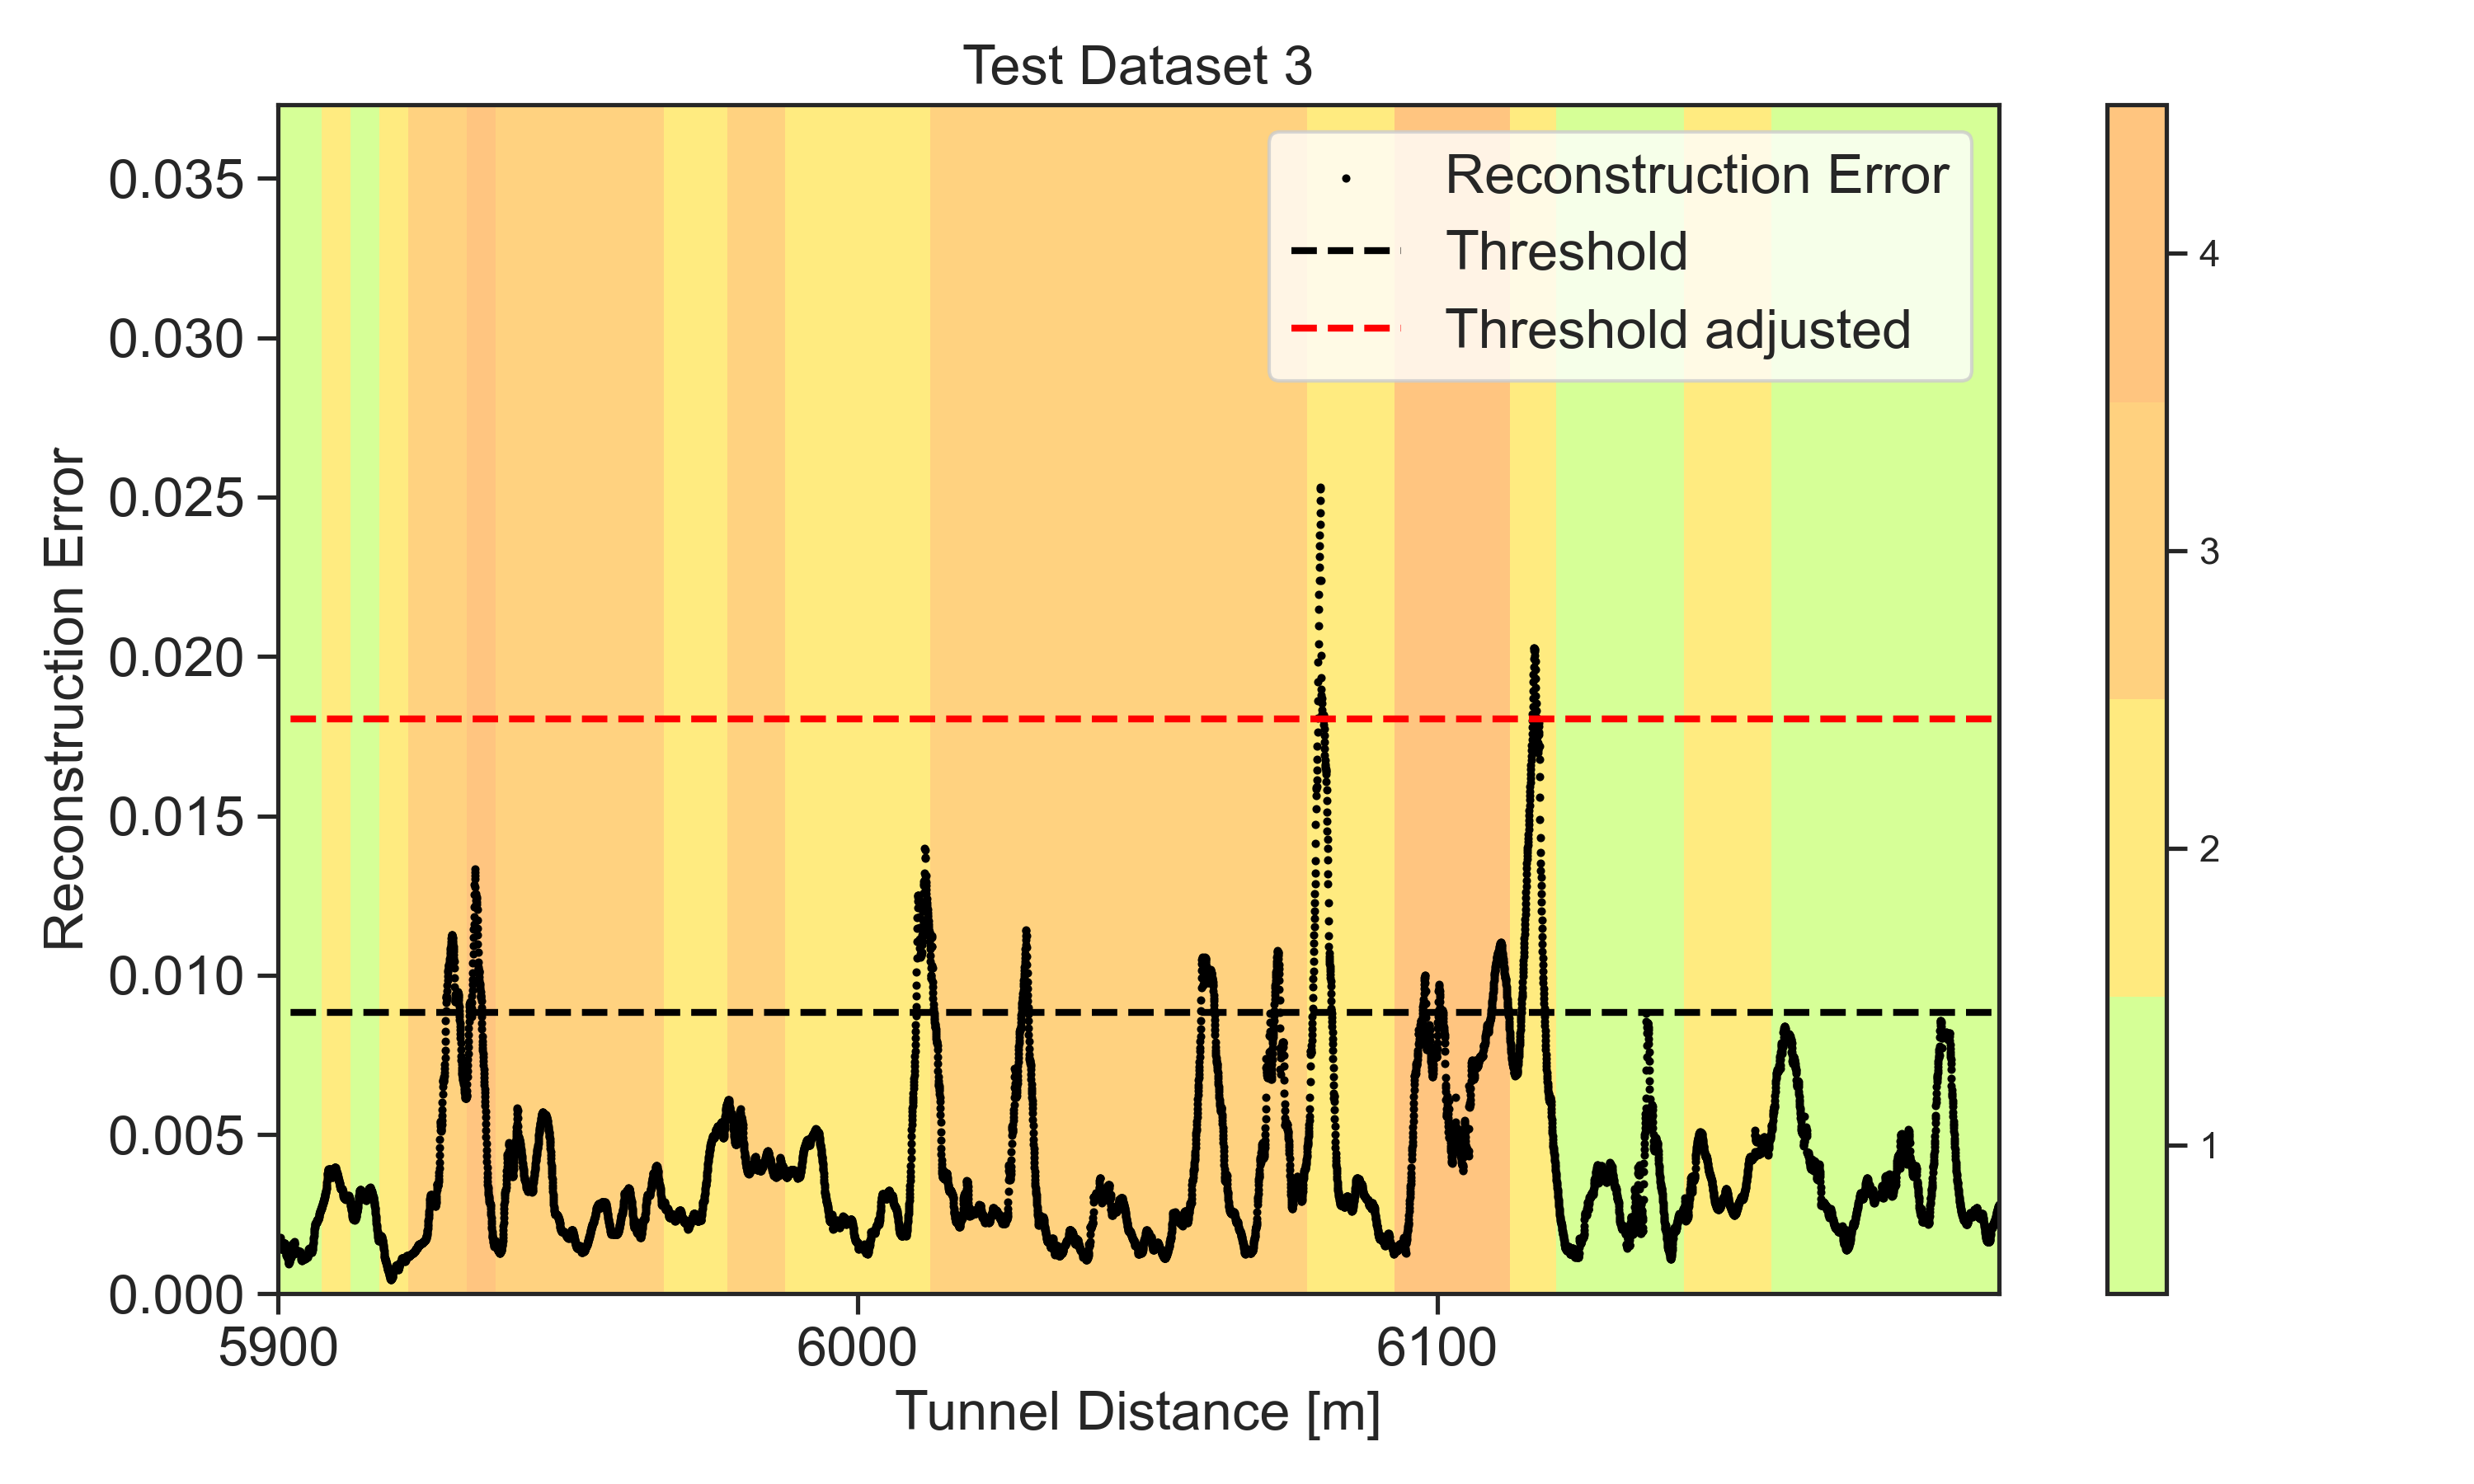 Test Dataset 3
Reconstruction Error
Threshold
Threshold adjusted
Reconstruction Error
0.035
0.030
0.025
0.020
0.015
0.010
0.005
0.000
5900
6000
6100
Tunnel Distance [m]
4
3
2
1